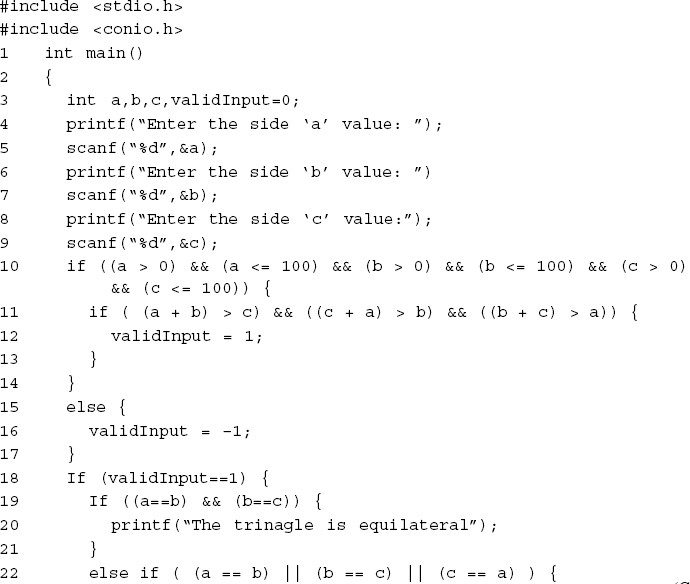 #include <stdio.h>
#include <conio.h>
1 int main()
2 {
3 int a,b,c,validInput=0;
4 printf(“Enter the side ‘a’ value: ”);
5 scanf(“%d”,&a);
6 printf(“Enter the side ‘b’ value: ”)
7 scanf(“%d”,&b);
8 printf(“Enter the side ‘c’ value:”);
9 scanf(“%d”,&c);
10 if ((a > 0) && (a <= 100) && (b > 0) && (b <= 100) && (c > 0)
&& (c <= 100)) {
11 if ( (a + b) > c) && ((c + a) > b) && ((b + c) > a)) {
12 validInput = 1;
13 }
14 }
15 else {
16 validInput = -1;
17 }
18 If (validInput==1) {
19 If ((a==b) && (b==c)) {
20 printf(“The trinagle is equilateral”);
21 }
22 else if ( (a == b) || (b == c) || (c == a) ) {